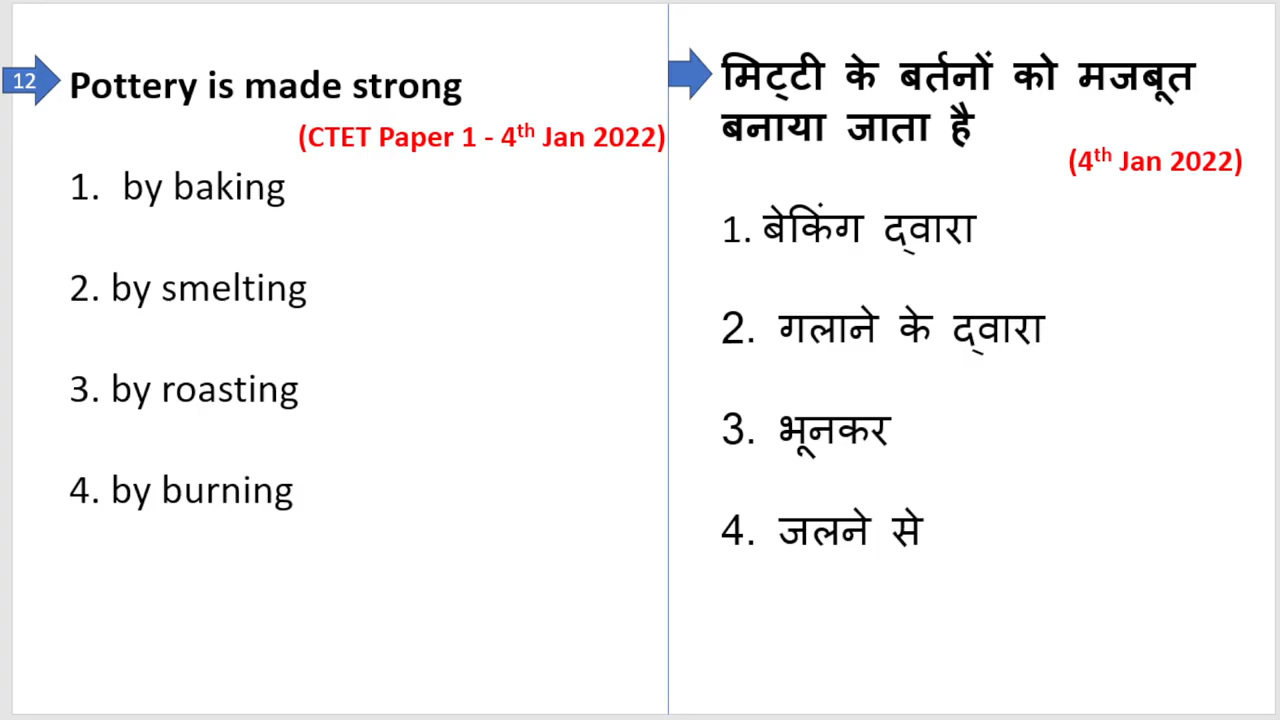 12
Pottery is made strong
(CTET Paper 1 - 4th Jan 2022)
1. by baking
2. by smelting
3. by roasting
4. by burning
मिट्टी के बर्तनों को मजबूत
बनाया जाता है
(4th Jan 2022)
1. बेकिंग द्वारा
2. गलाने के द्वारा
3. भूनकर
4. जलने से